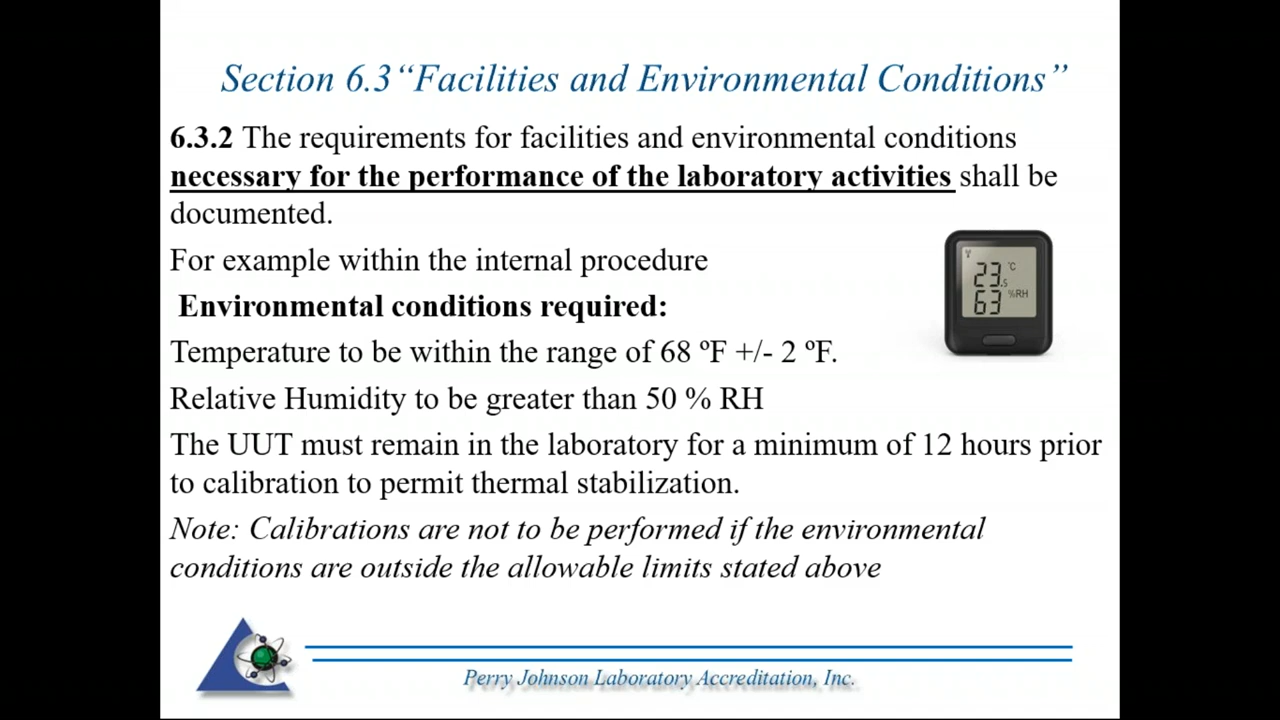 Section 6.3“Facilities and Environmental Conditions”
6.3.2 The requirements for facilities and environmental conditions
necessary for the performance of the laboratory activities shall be
documented.
For example within the internal procedure
Environmental conditions required:
Temperature to be within the range of 68 ºF +/- 2 ºF.
Relative Humidity to be greater than 50 % RH
The UUT must remain in the laboratory for a minimum of 12 hours prior
to calibration to permit thermal stabilization.
Note: Calibrations are not to be performed if the environmental
conditions are outside the allowable limits stated above
23.5 °C
63 %RH
Perry Johnson Laboratory Accreditation, Inc.